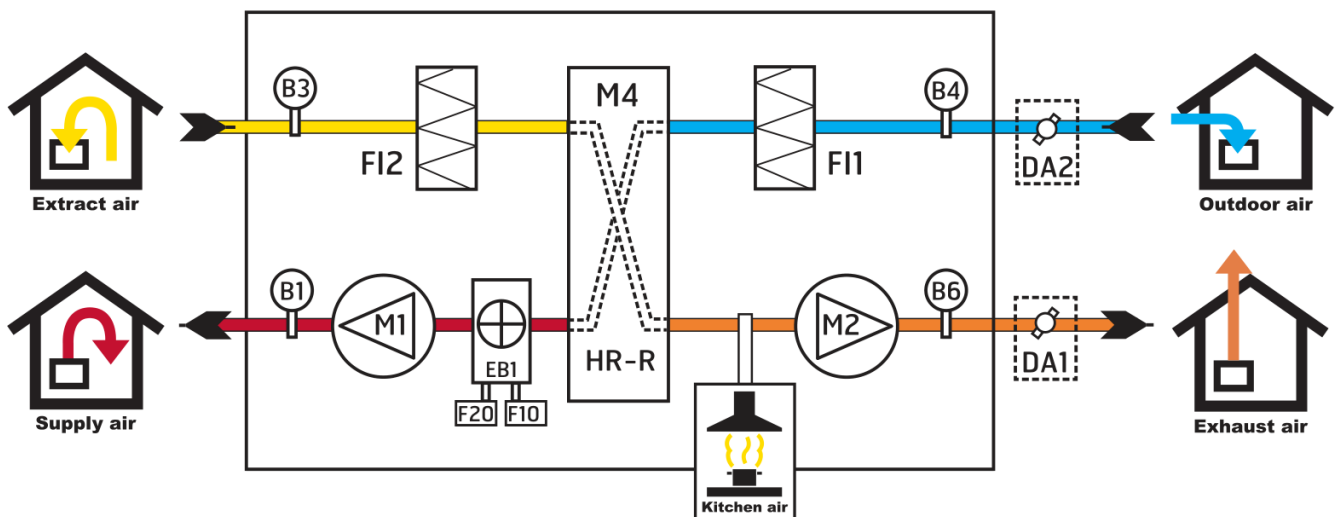 B3
M4
B4
FI2
FI1
DA2
Extract air
Outdoor air
B1
M1
M2
B6
EB1
HR-R
DA1
F20
F10
Supply air
Exhaust air
Kitchen air